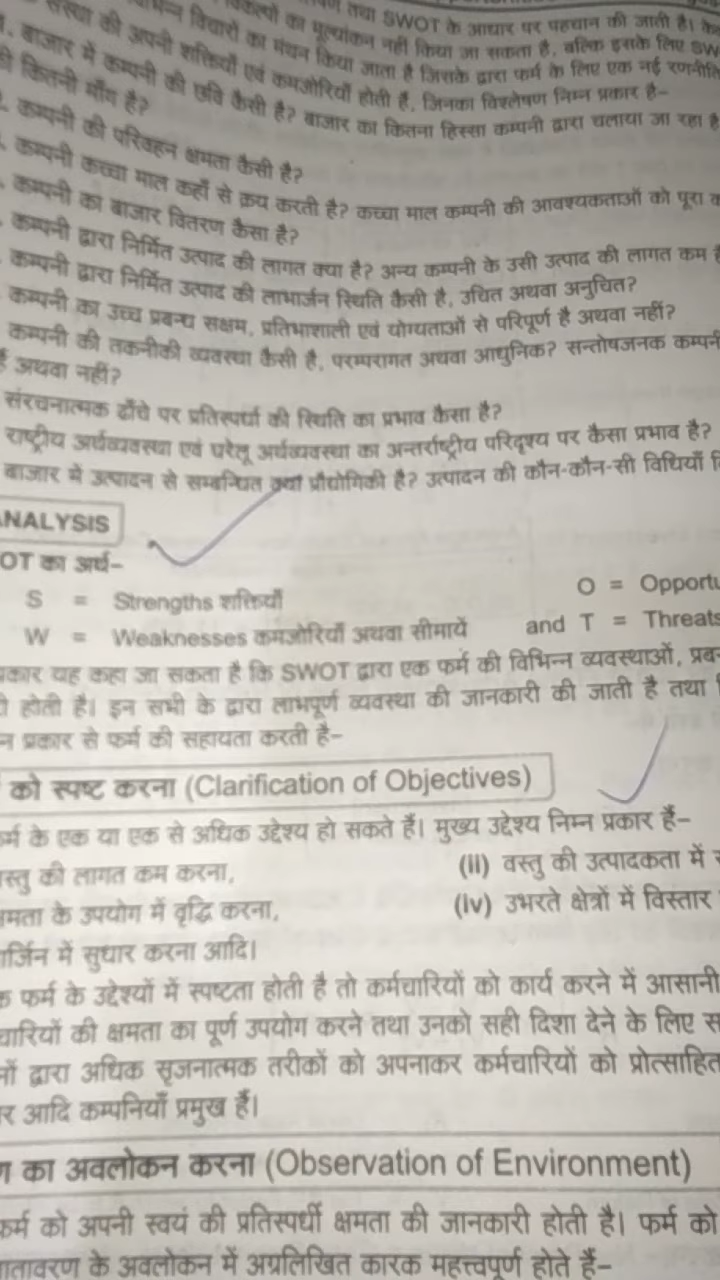 तथा SWOT के आधार पर पहचान की जाती है।
का मूल्यांकन नहीं किया जा सकता है, बल्कि इसके लिए SW
विचारों का मंथन किया जाता है जिसके द्वारा फर्म के लिए एक नई रणनीति
संस्था की अपनी शक्तियाँ एवं कमजोरियाँ होती हैं, जिनका विश्लेषण निम्न प्रकार है–
1. बाजार में कम्पनी की छवि कैसी है? बाजार का कितना हिस्सा कम्पनी द्वारा चलाया जा रहा है
की कितनी माँग है?
कम्पनी की परिवहन क्षमता कैसी है?
कम्पनी कच्चा माल कहाँ से क्रय करती है? कच्चा माल कम्पनी की आवश्यकताओं को पूरा
कम्पनी का बाजार वितरण कैसा है?
कम्पनी द्वारा निर्मित उत्पाद की लागत क्या है? अन्य कम्पनी के उसी उत्पाद की लागत कम
कम्पनी द्वारा निर्मित उत्पाद की लाभार्जन स्थिति कैसी है, उचित अथवा अनुचित?
कम्पनी का उच्च प्रबन्ध सक्षम, प्रतिभाशाली एवं योग्यताओं से परिपूर्ण है अथवा नहीं?
कम्पनी की तकनीकी व्यवस्था कैसी है, परम्परागत अथवा आधुनिक? सन्तोषजनक कम्पनी
है अथवा नहीं?
संरचनात्मक ढाँचे पर प्रतिस्पर्धा की स्थिति का प्रभाव कैसा है?
राष्ट्रीय अर्थव्यवस्था एवं घरेलू अर्थव्यवस्था का अन्तर्राष्ट्रीय परिदृश्य पर कैसा प्रभाव है?
बाजार मे उत्पादन से सम्बन्धित क्या प्रौद्योगिकी है? उत्पादन की कौन-कौन-सी विधियाँ
NALYSIS
OT का अर्थ–
S = Strengths शक्तियाँ O = Opportu
W = Weaknesses कमजोरियाँ अथवा सीमायें and T = Threats
प्रकार यह कहा जा सकता है कि SWOT द्वारा एक फर्म की विभिन्न व्यवस्थाओं, प्रब
होती है। इन सभी के द्वारा लाभपूर्ण व्यवस्था की जानकारी की जाती है तथा
न प्रकार से फर्म की सहायता करती है–
को स्पष्ट करना (Clarification of Objectives)
र्म के एक या एक से अधिक उद्देश्य हो सकते हैं। मुख्य उद्देश्य निम्न प्रकार हैं–
स्तु की लागत कम करना, (ii) वस्तु की उत्पादकता में
मता के उपयोग में वृद्धि करना, (iv) उभरते क्षेत्रों में विस्तार
र्जिन में सुधार करना आदि।
क फर्म के उद्देश्यों में स्पष्टता होती है तो कर्मचारियों को कार्य करने में आसानी
चारियों की क्षमता का पूर्ण उपयोग करने तथा उनको सही दिशा देने के लिए स
नों द्वारा अधिक सृजनात्मक तरीकों को अपनाकर कर्मचारियों को प्रोत्साहित
र आदि कम्पनियाँ प्रमुख हैं।
ण का अवलोकन करना (Observation of Environment)
फर्म को अपनी स्वयं की प्रतिस्पर्धी क्षमता की जानकारी होती है। फर्म को
वातावरण के अवलोकन में अग्रलिखित कारक महत्त्वपूर्ण होते हैं–